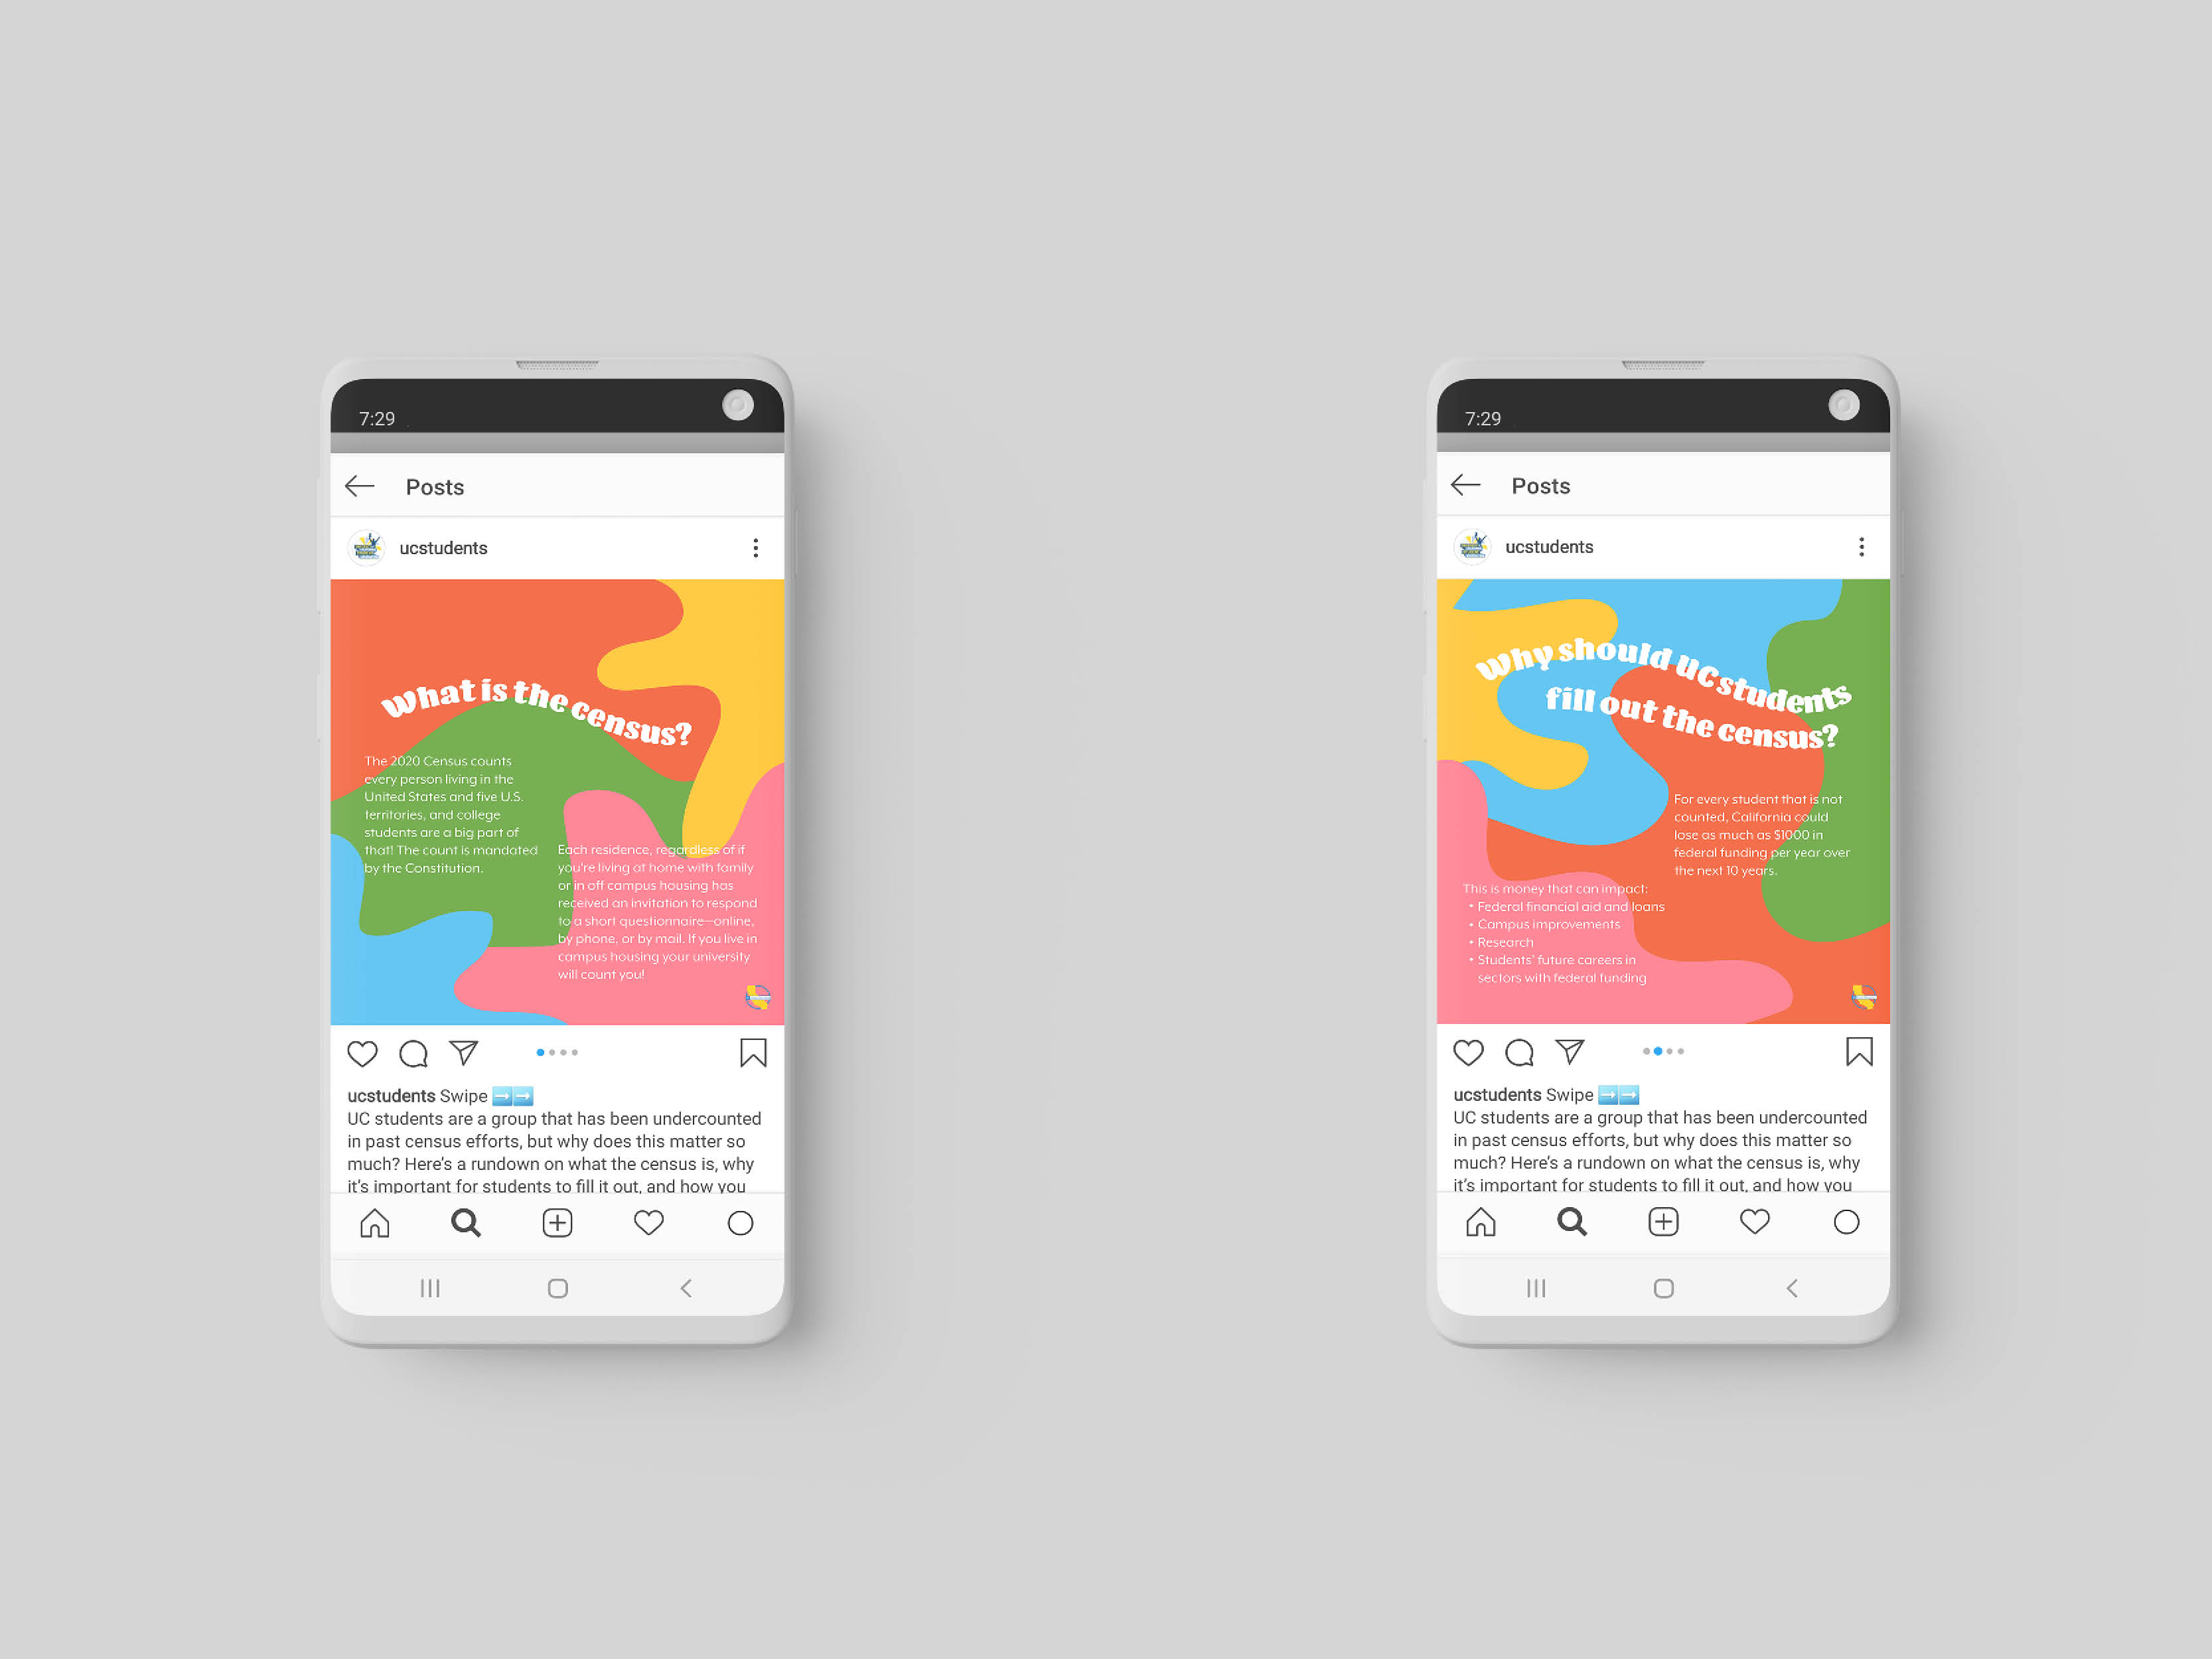 7:29
Posts
ucstudents
What is the census?
The 2020 Census counts
every person living in the
United States and five U.S.
territories, and college
students are a big part of
that! The count is mandated
by the Constitution.
Each residence, regardless of if
you're living at home with family
or in off campus housing has
received an invitation to respond
to a short questionnaire—online,
by phone, or by mail. If you live in
campus housing your university
will count you!
ucstudents Swipe ➡️➡️
UC students are a group that has been undercounted
in past census efforts, but why does this matter so
much? Here's a rundown on what the census is, why
it's important for students to fill it out, and how you
7:29
Posts
ucstudents
Why should UC students
fill out the census?
For every student that is not
counted, California could
lose as much as $1000 in
federal funding per year over
the next 10 years.
This is money that can impact:
• Federal financial aid and loans
• Campus improvements
• Research
• Students' future careers in
sectors with federal funding
ucstudents Swipe ➡️➡️
UC students are a group that has been undercounted
in past census efforts, but why does this matter so
much? Here's a rundown on what the census is, why
it's important for students to fill it out, and how you